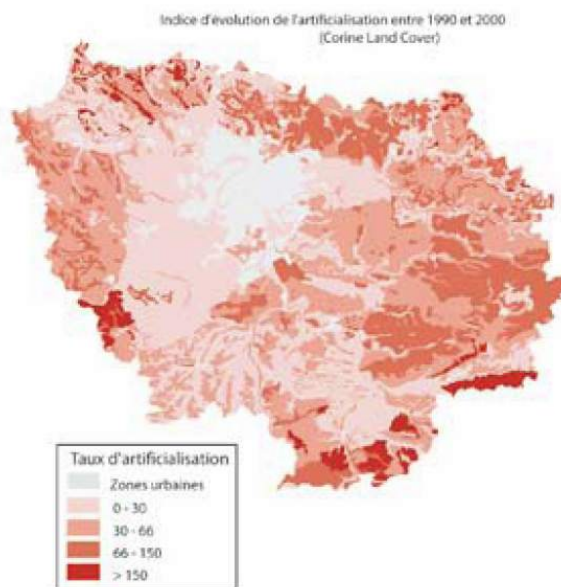 Indice d'évolution de l'artificialisation entre 1990 et 2000
(Corine Land Cover)
Taux d'artificialisation
Zones urbaines
0 - 30
30 - 66
66 - 150
> 150